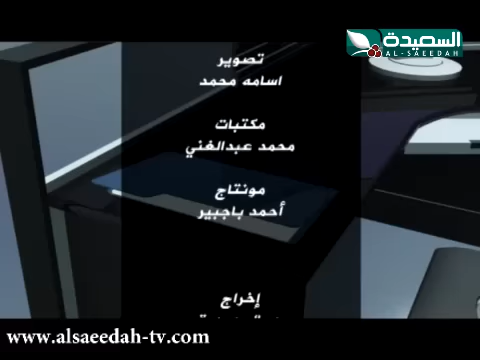 السعيدة
AL-SAEEDAH
تصوير
اسامه محمد
مكتبات
محمد عبدالغني
مونتاج
أحمد باجبير
إخراج
www.alsaeedah-tv.com